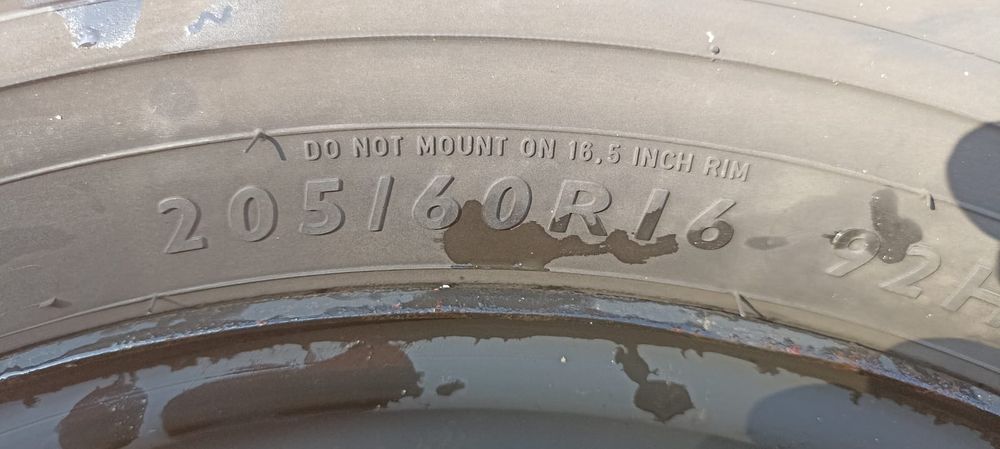 DO NOT MOUNT ON 16.5 INCH RIM
205/60R16 92H